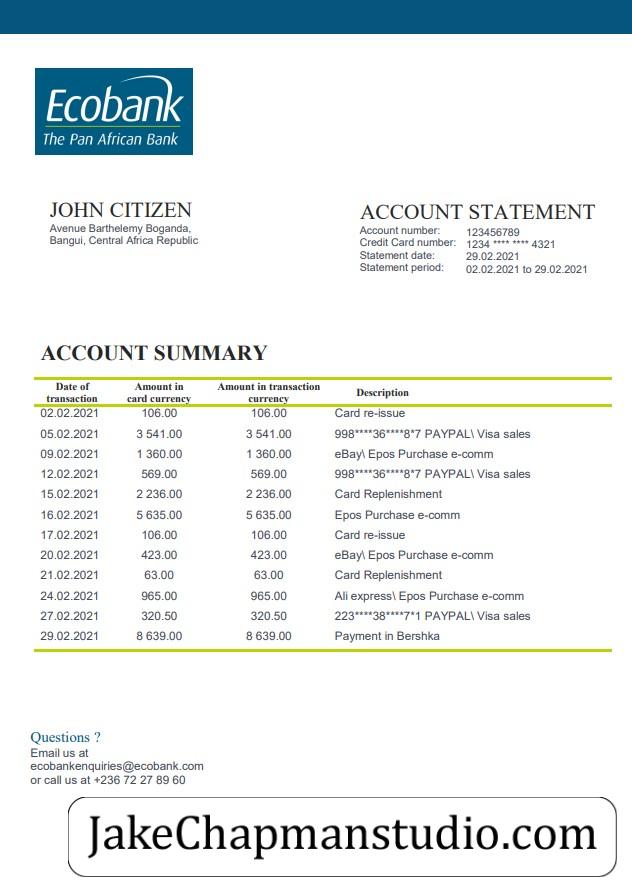 Ecobank
The Pan African Bank
JOHN CITIZEN
Avenue Barthelemy Boganda,
Bangui, Central Africa Republic
ACCOUNT STATEMENT
Account number: 123456789
Credit Card number: 1234 **** **** 4321
Statement date: 29.02.2021
Statement period: 02.02.2021 to 29.02.2021
ACCOUNT SUMMARY
Date of transaction Amount in card currency Amount in transaction currency Description
02.02.2021 106.00 106.00 Card re-issue
05.02.2021 3 541.00 3 541.00 998****36****8*7 PAYPAL\ Visa sales
09.02.2021 1 360.00 1 360.00 eBay\ Epos Purchase e-comm
12.02.2021 569.00 569.00 998****36****8*7 PAYPAL\ Visa sales
15.02.2021 2 236.00 2 236.00 Card Replenishment
16.02.2021 5 635.00 5 635.00 Epos Purchase e-comm
17.02.2021 106.00 106.00 Card re-issue
20.02.2021 423.00 423.00 eBay\ Epos Purchase e-comm
21.02.2021 63.00 63.00 Card Replenishment
24.02.2021 965.00 965.00 Ali express\ Epos Purchase e-comm
27.02.2021 320.50 320.50 223****38****7*1 PAYPAL\ Visa sales
29.02.2021 8 639.00 8 639.00 Payment in Bershka
Questions ?
Email us at
ecobankenquiries@ecobank.com
or call us at +236 72 27 89 60
JakeChapmanstudio.com